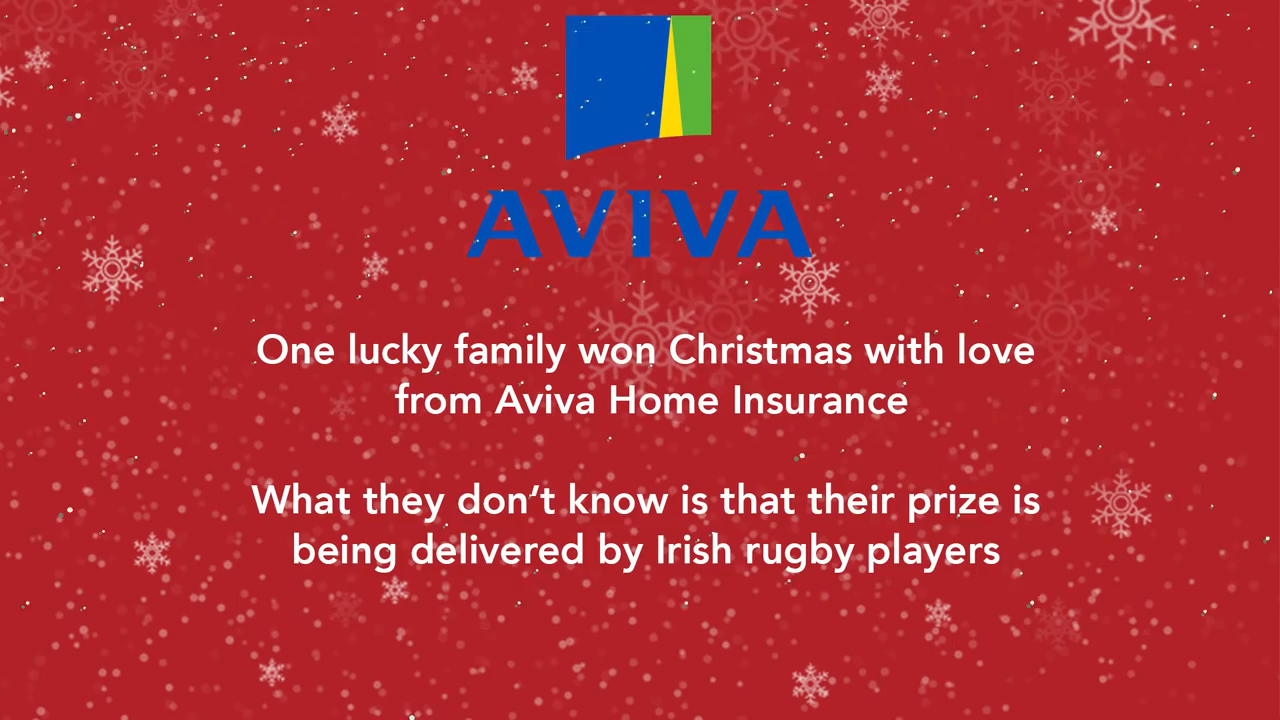 AVIVA
One lucky family won Christmas with love
from Aviva Home Insurance
What they don’t know is that their prize is
being delivered by Irish rugby players